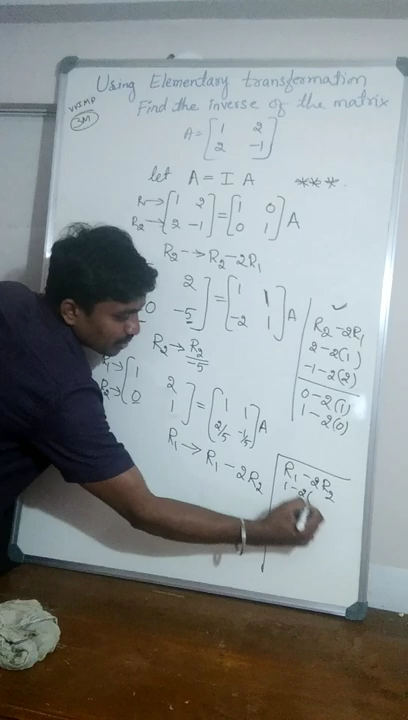 Using Elementary transformation
VVIMP Find the inverse of the matrix
3M
A = [1 2
2 -1]
let A = I A ***.
R1→ [1 2 = [1 0
R2→ 2 -1] 0 1] A
R2 → R2 - 2R1
2 = [1 \
0 -5] -2 1] A
R2 → R2/-5
R1→ [1 2 = [1 1
R2→ 0 1] 2/5 -1/5] A
R1 → R1 - 2R2
✓
R2 - 2R1
2 - 2(1)
-1 - 2(2)
0 - 2(1)
1 - 2(0)
R1 - 2R2
1 - 2(